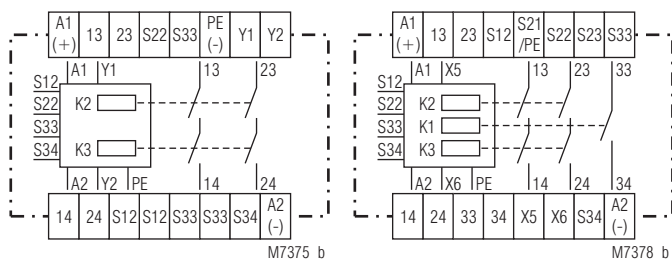 A1 (+) 13 23 S22 S33 PE (-) Y1 Y2
A1 Y1 13 23
S12
S22 K2
S33
S34 K3
A2 Y2 PE 14 24
14 24 S12 S12 S33 S33 S34 A2 (-)
M7375 b
A1 (+) 13 23 S12 S21 /PE S22 S23 S33
A1 X5 13 23 33
S12
S22 K2
S33 K1
S34 K3
A2 X6 PE 14 24 34
14 24 33 34 X5 X6 S34 A2 (-)
M7378 b